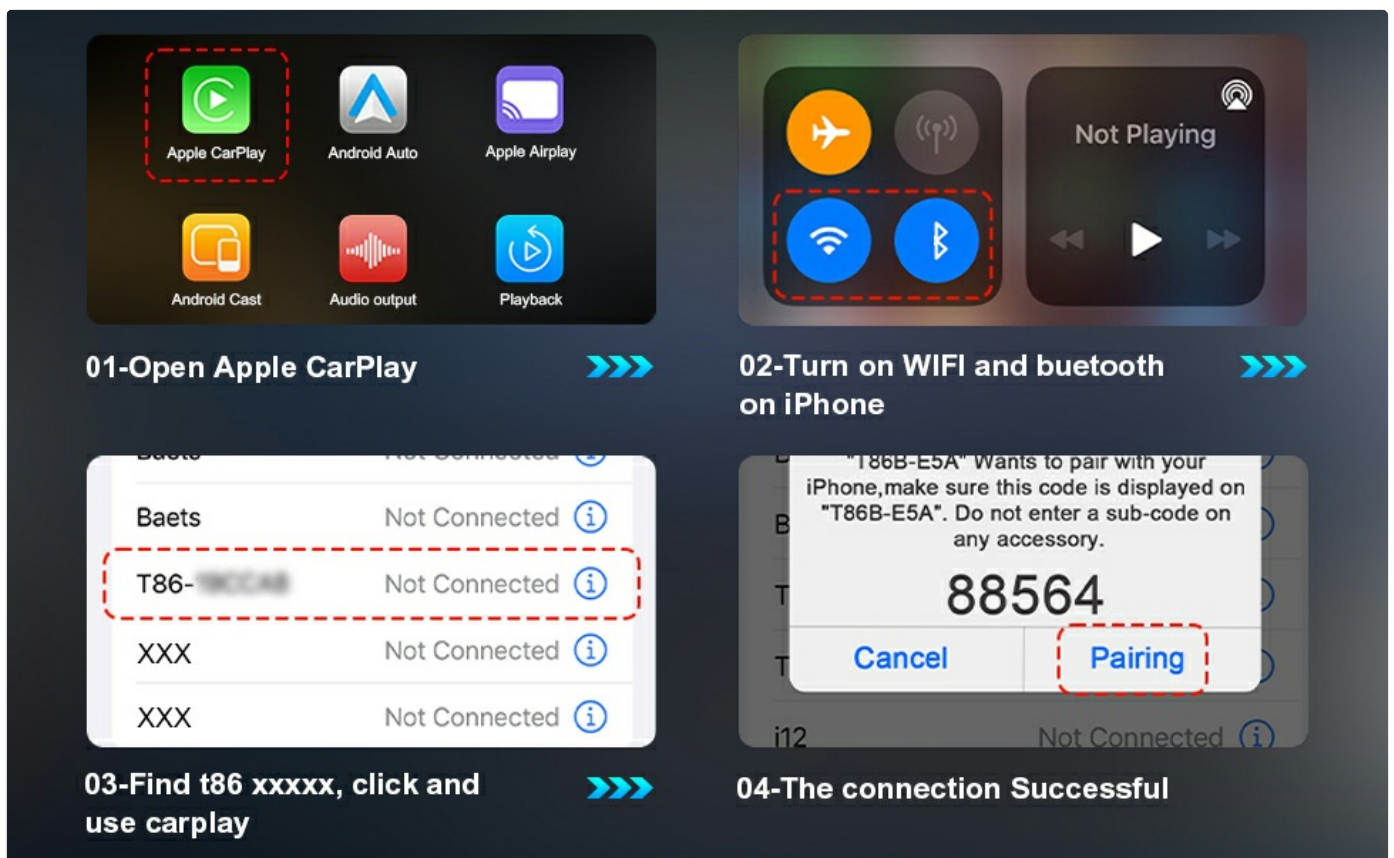 Apple CarPlay
Android Auto
Apple Airplay
Android Cast
Audio output
Playback
01-Open Apple CarPlay
Not Playing
02-Turn on WIFI and buetooth
on iPhone
Baets Not Connected
T86- Not Connected
XXX Not Connected
XXX Not Connected
03-Find t86 xxxxx, click and
use carplay
"T86B-E5A" Wants to pair with your
iPhone,make sure this code is displayed on
"T86B-E5A". Do not enter a sub-code on
any accessory.
88564
Cancel Pairing
i12 Not Connected
04-The connection Successful